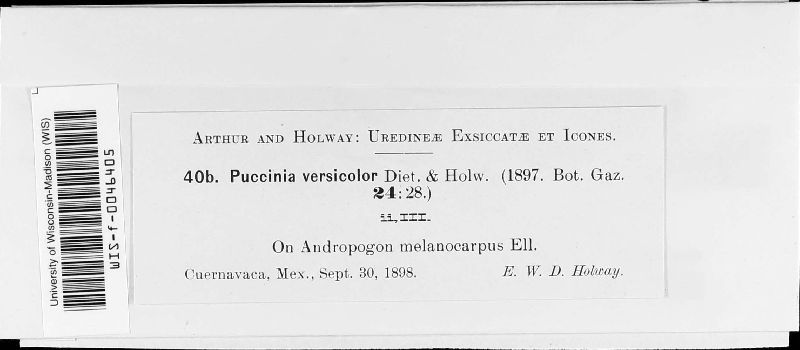 ARTHUR AND HOLWAY: UREDINEÆ EXSICCATÆ ET ICONES.
40b. Puccinia versicolor Diet. & Holw. (1897. Bot. Gaz.
24:28.)
ii, III.
On Andropogon melanocarpus Ell.
Cuernavaca, Mex., Sept. 30, 1898. E. W. D. Holway.
University of Wisconsin-Madison (WIS)
WIS-f-0046405